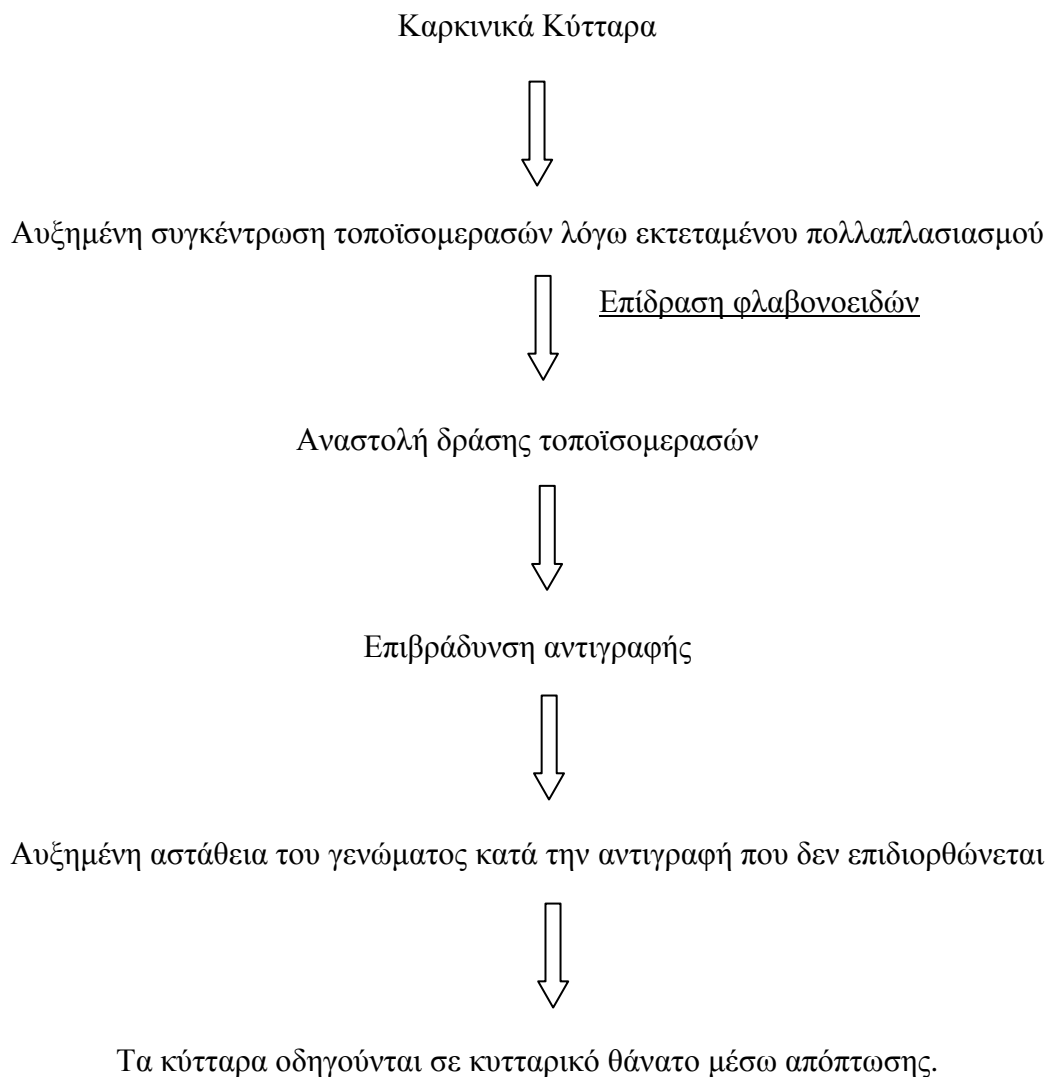 Καρκινικά Κύτταρα
Αυξημένη συγκέντρωση τοποϊσομερασών λόγω εκτεταμένου πολλαπλασιασμού
Επίδραση φλαβονοειδών
Αναστολή δράσης τοποϊσομερασών
Επιβράδυνση αντιγραφής
Αυξημένη αστάθεια του γενώματος κατά την αντιγραφή που δεν επιδιορθώνεται
Τα κύτταρα οδηγούνται σε κυτταρικό θάνατο μέσω απόπτωσης.